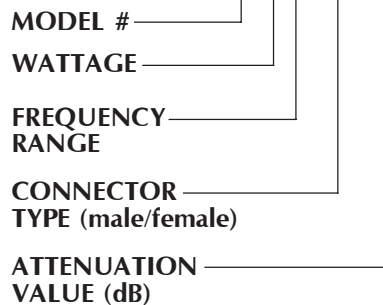 MODEL #
WATTAGE
FREQUENCY
RANGE
CONNECTOR
TYPE (male/female)
ATTENUATION
VALUE (dB)